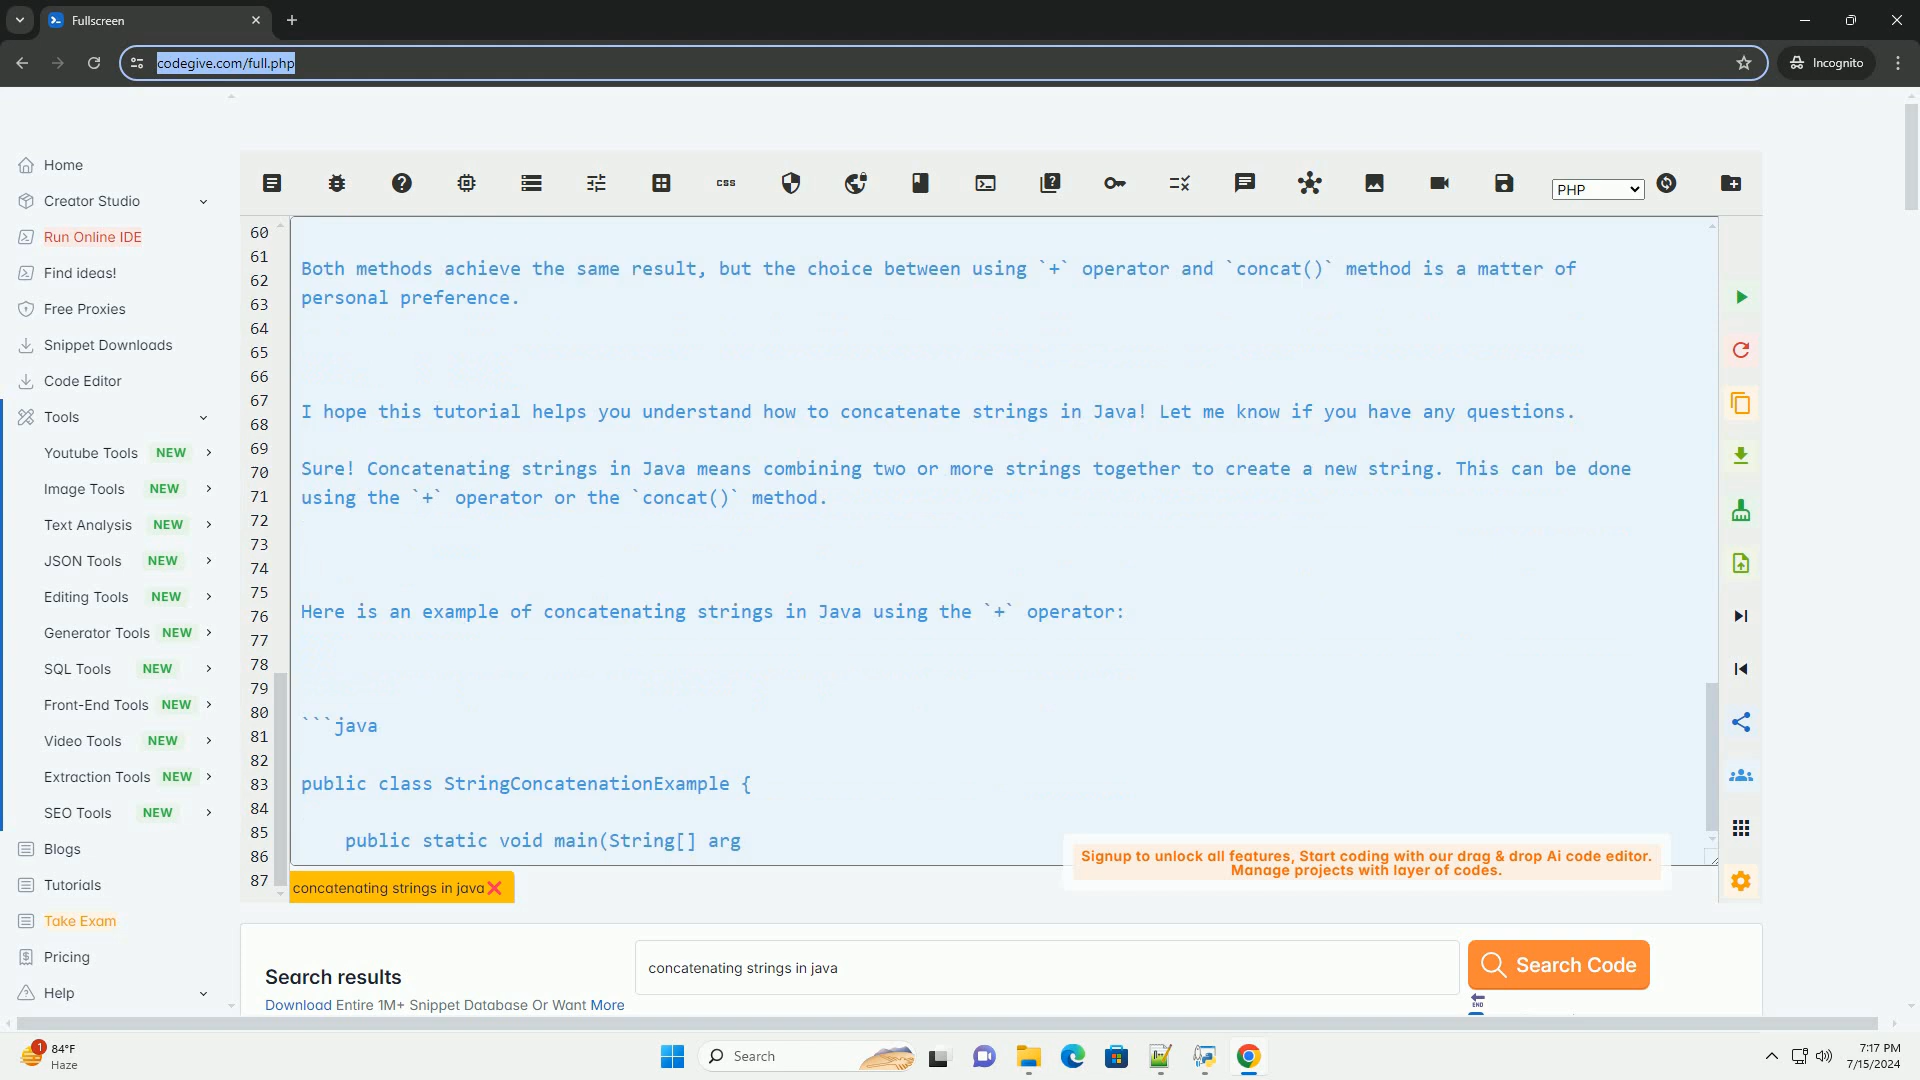 Fullscreen
codegive.com/full.php
Incognito
Home
Creator Studio
Run Online IDE
Find ideas!
Free Proxies
Snippet Downloads
Code Editor
Tools
Youtube Tools NEW
Image Tools NEW
Text Analysis NEW
JSON Tools NEW
Editing Tools NEW
Generator Tools NEW
SQL Tools NEW
Front-End Tools NEW
Video Tools NEW
Extraction Tools NEW
SEO Tools NEW
Blogs
Tutorials
Take Exam
Pricing
Help
css
PHP
60
61
62
63
64
65
66
67
68
69
70
71
72
73
74
75
76
77
78
79
80
81
82
83
84
85
86
87
Both methods achieve the same result, but the choice between using `+` operator and `concat()` method is a matter of
personal preference.
I hope this tutorial helps you understand how to concatenate strings in Java! Let me know if you have any questions.
Sure! Concatenating strings in Java means combining two or more strings together to create a new string. This can be done
using the `+` operator or the `concat()` method.
Here is an example of concatenating strings in Java using the `+` operator:
```java
public class StringConcatenationExample {
public static void main(String[] arg
Signup to unlock all features, Start coding with our drag & drop Ai code editor.
Manage projects with layer of codes.
concatenating strings in java
Search results
Download Entire 1M+ Snippet Database Or Want More
concatenating strings in java
Search Code
END
1
84°F
Haze
Search
7:17 PM
7/15/2024